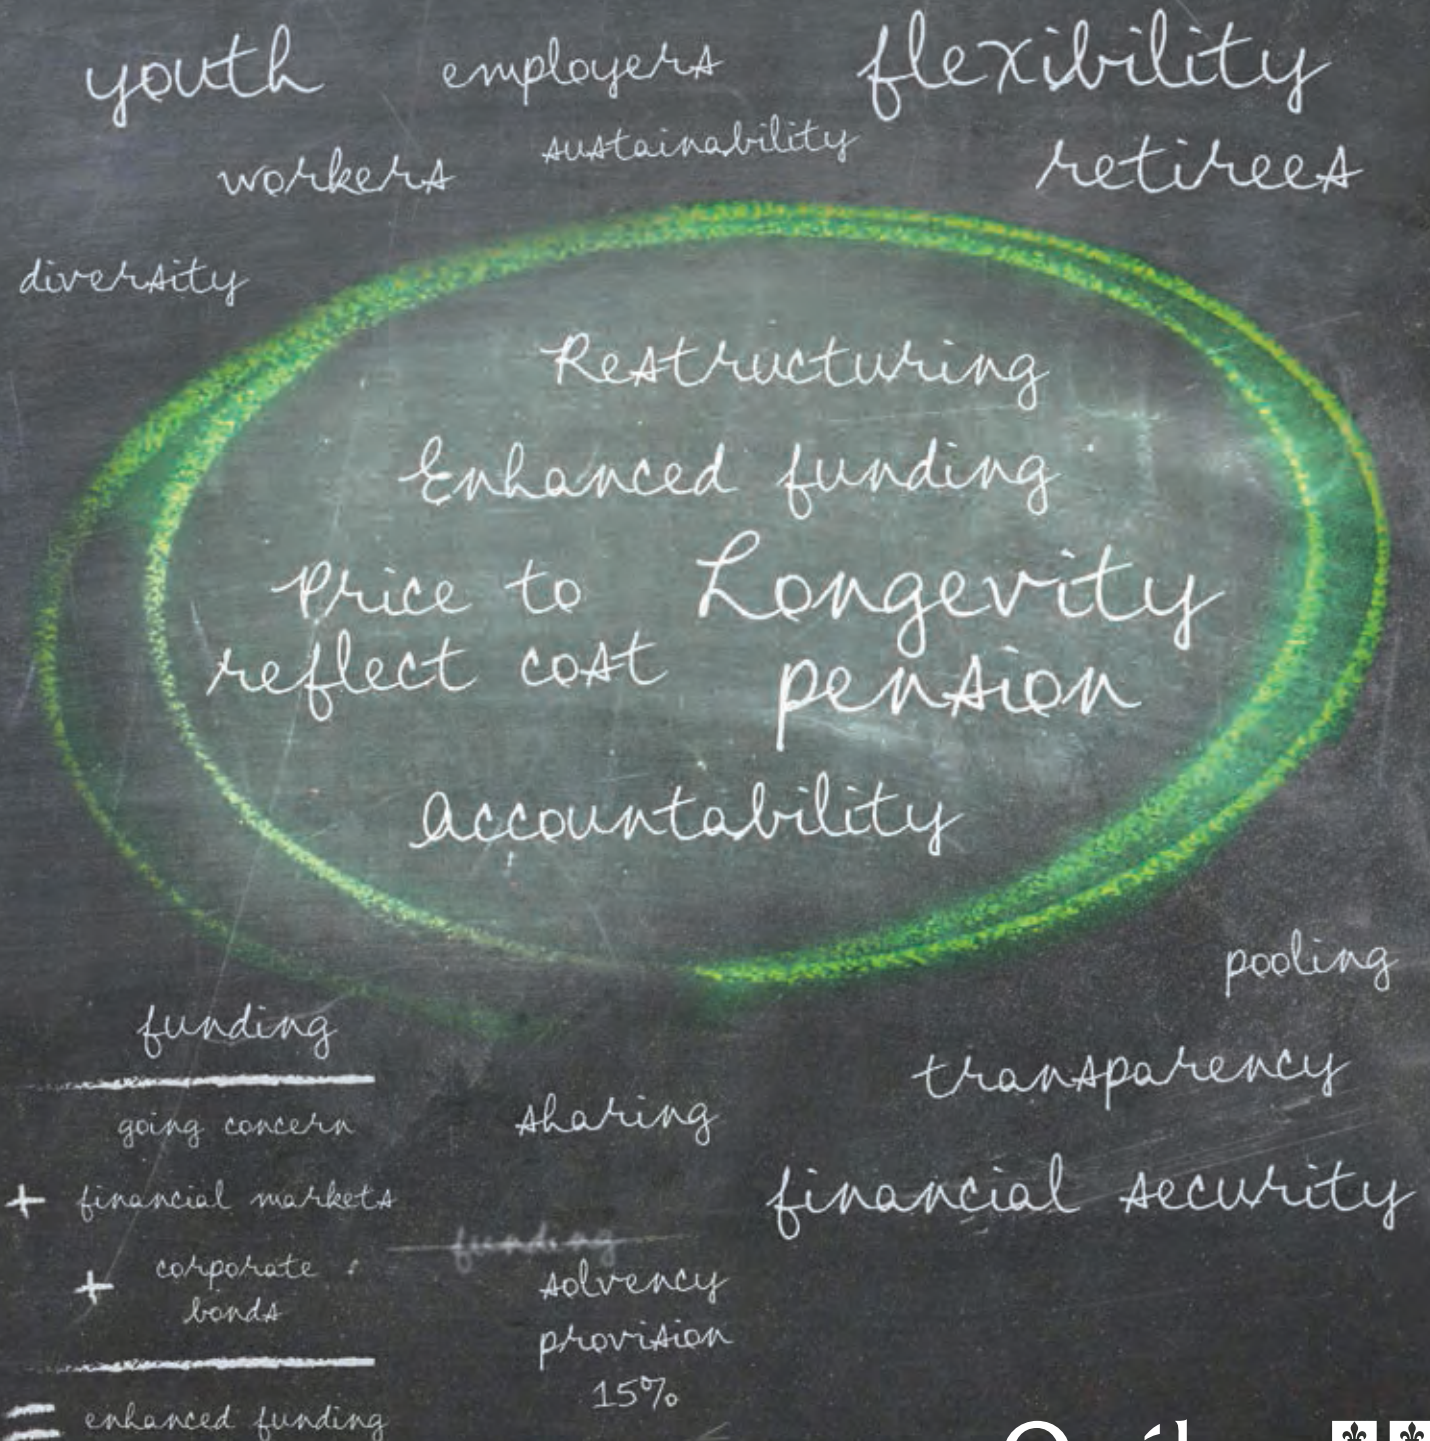 youth employers flexibility
sustainability
workers retirees
diversity
Restructuring
Enhanced funding
Price to
reflect cost
Longevity
pension
Accountability
pooling
funding
going concern
+ financial markets
+ corporate
bonds
= enhanced funding
sharing
funding
solvency
provision
15%
transparency
financial security